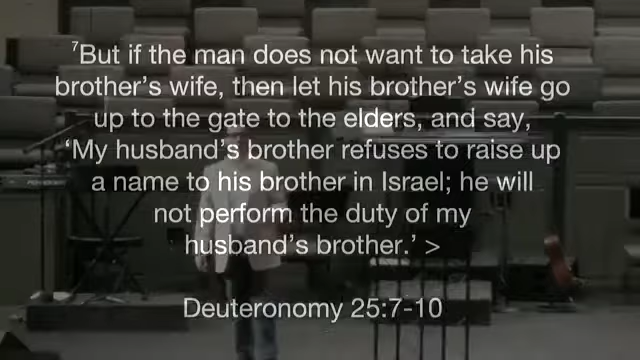 ⁷But if the man does not want to take his
brother’s wife, then let his brother’s wife go
up to the gate to the elders, and say,
‘My husband’s brother refuses to raise up
a name to his brother in Israel; he will
not perform the duty of my
husband’s brother.’ >
Deuteronomy 25:7-10